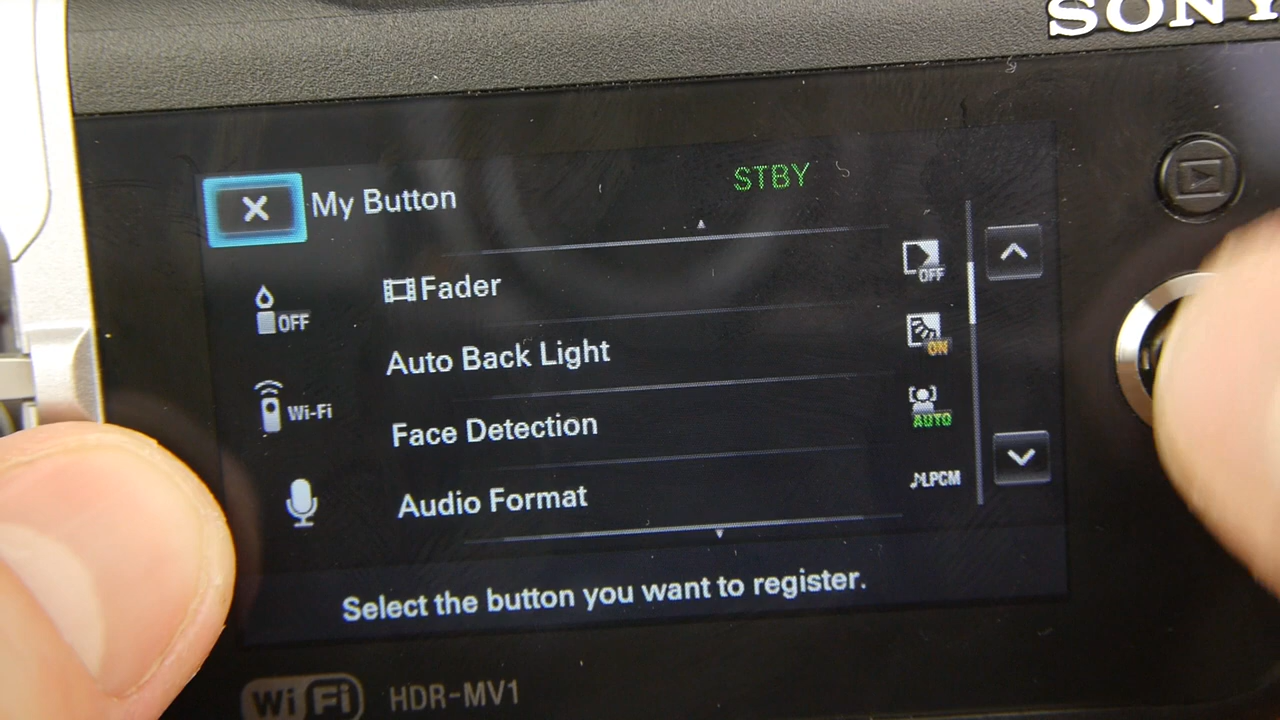 SONY
My Button
STBY
Fader
OFF
OFF
Auto Back Light
ON
Wi-Fi
Face Detection
AUTO
Audio Format
LPCM
Select the button you want to register.
WiFi HDR-MV1